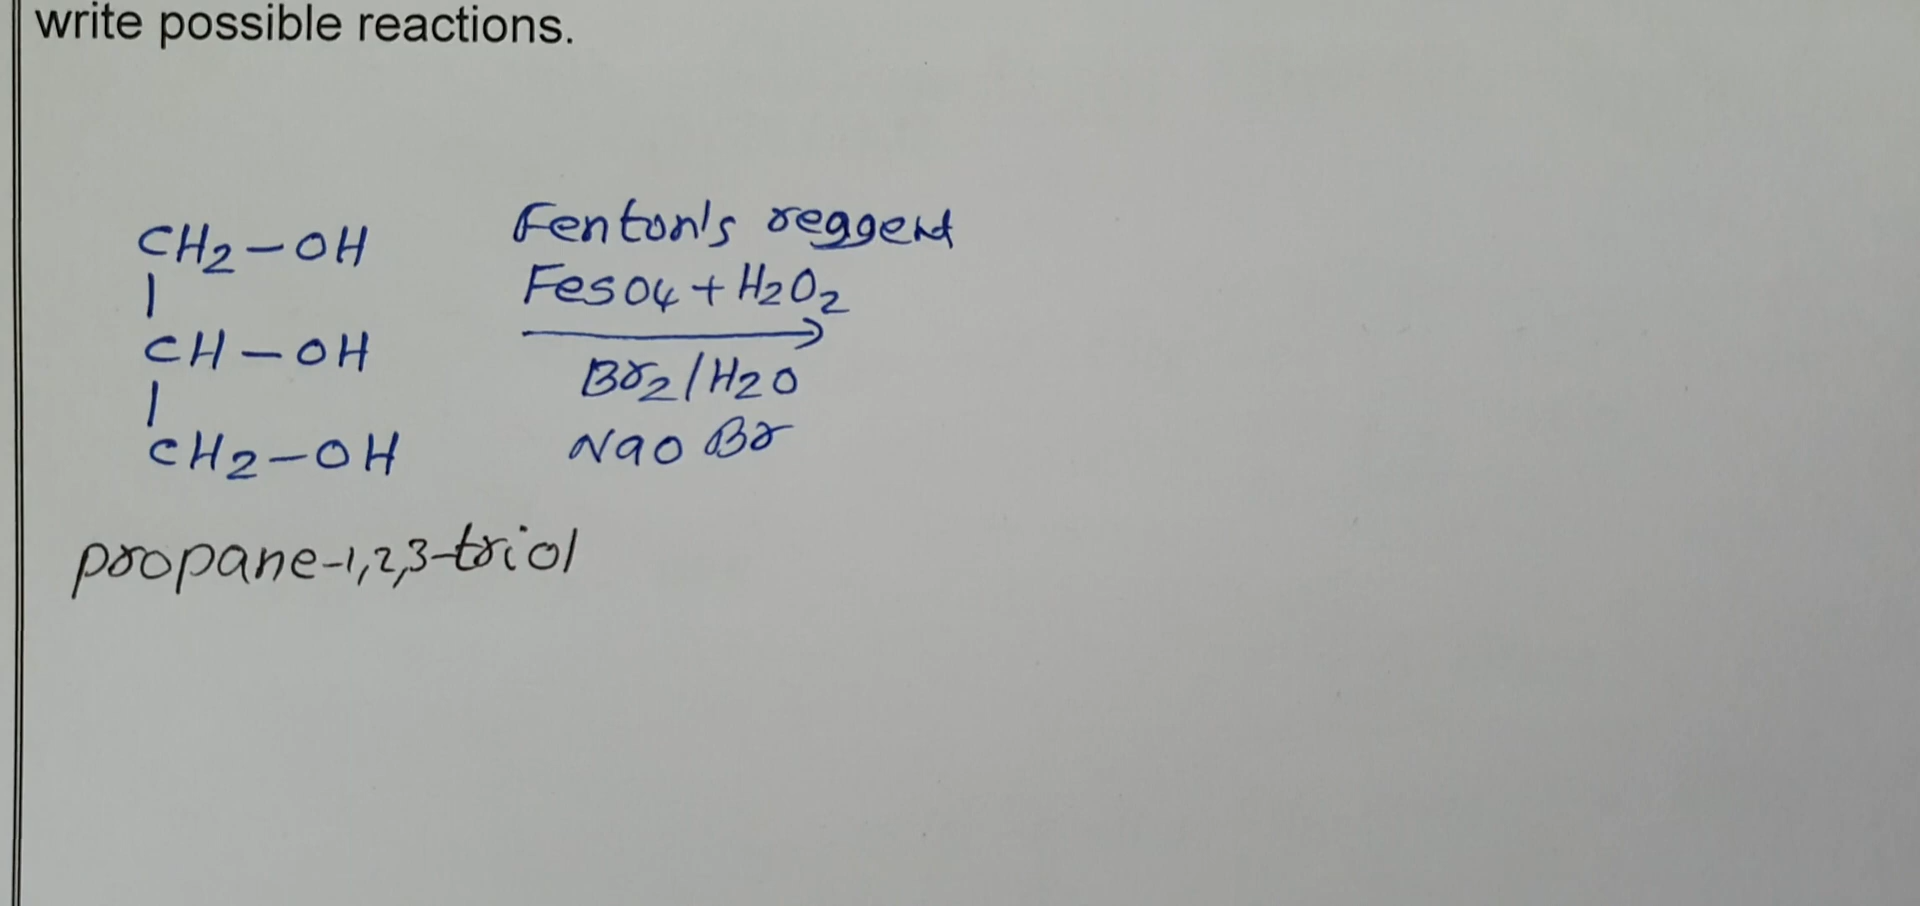 write possible reactions.
CH2-OH
|
CH-OH
|
CH2-OH
Fenton's reagent
FeSO4 + H2O2
Br2/H2O
NaOBr
propane-1,2,3-triol